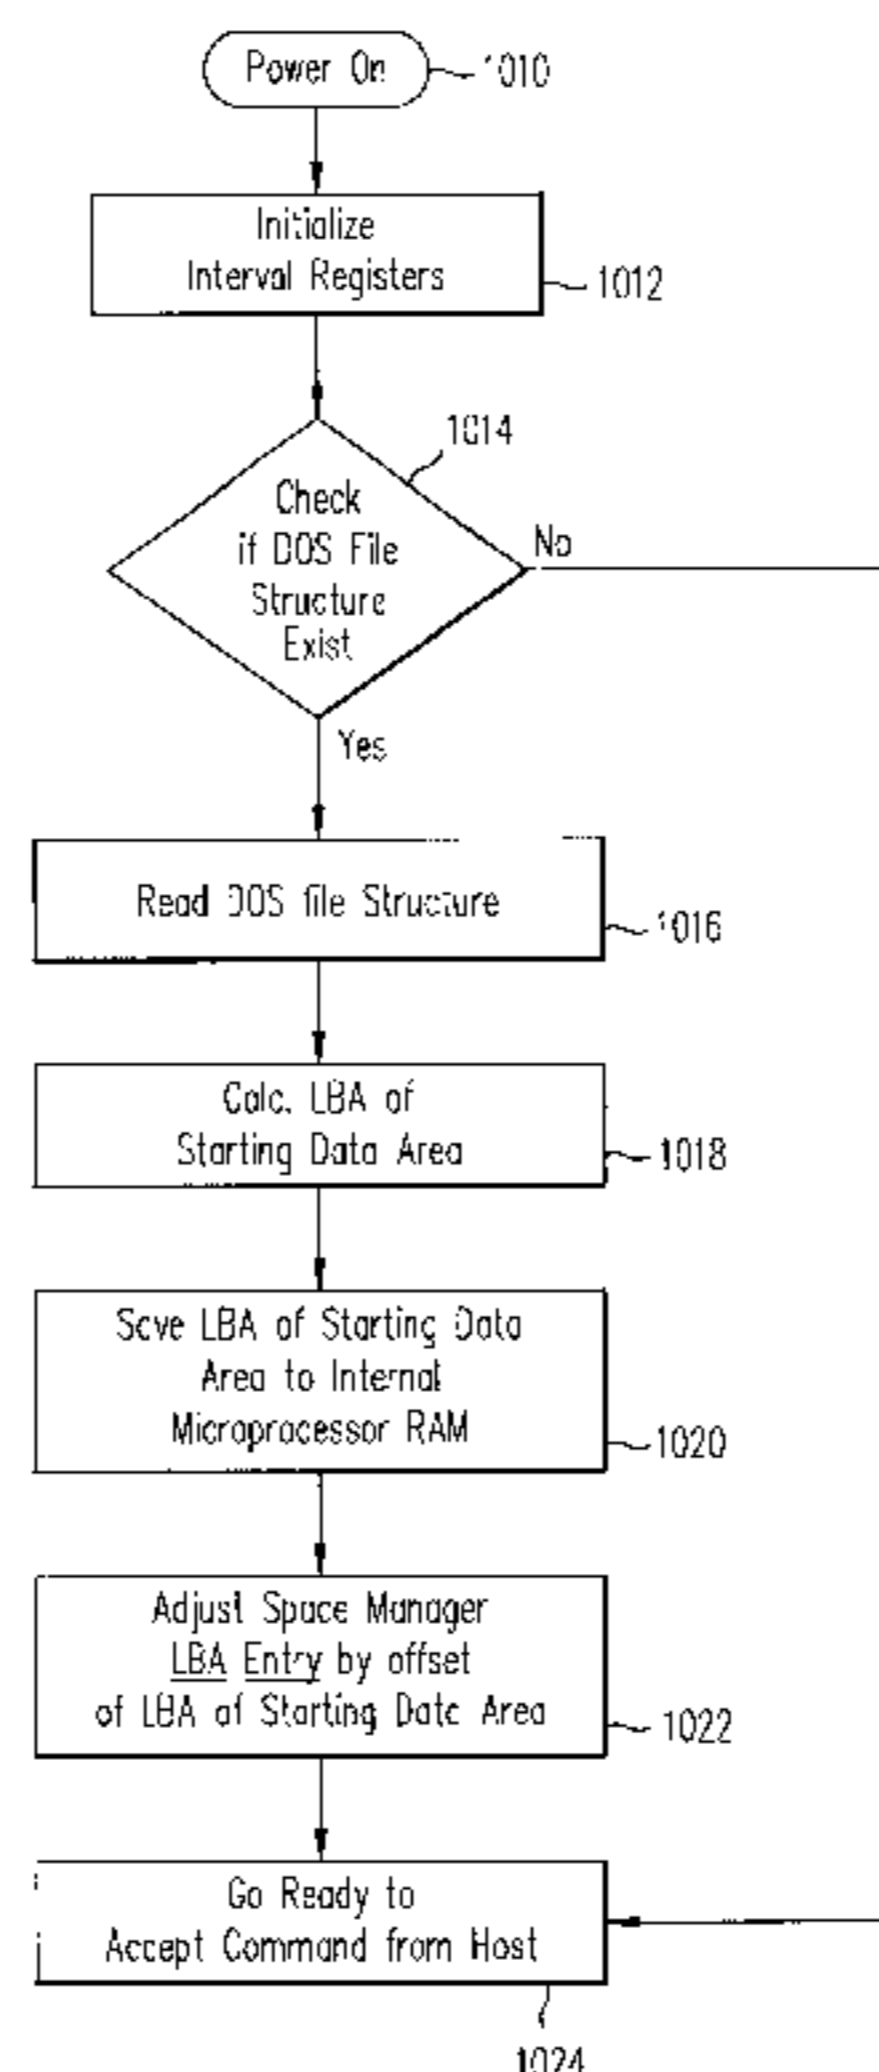 Power On
1010
Initialize
Interval Registers
1012
1014
Check
if DOS File
Structure
Exist
No
Yes
Read DOS file Structure
1016
Calc. LBA of
Starting Data Area
1018
Save LBA of Starting Data
Area to Internal
Microprocessor RAM
1020
Adjust Space Manager
LBA Entry by offset
of LBA of Starting Data Area
1022
Go Ready to
Accept Command from Host
1024